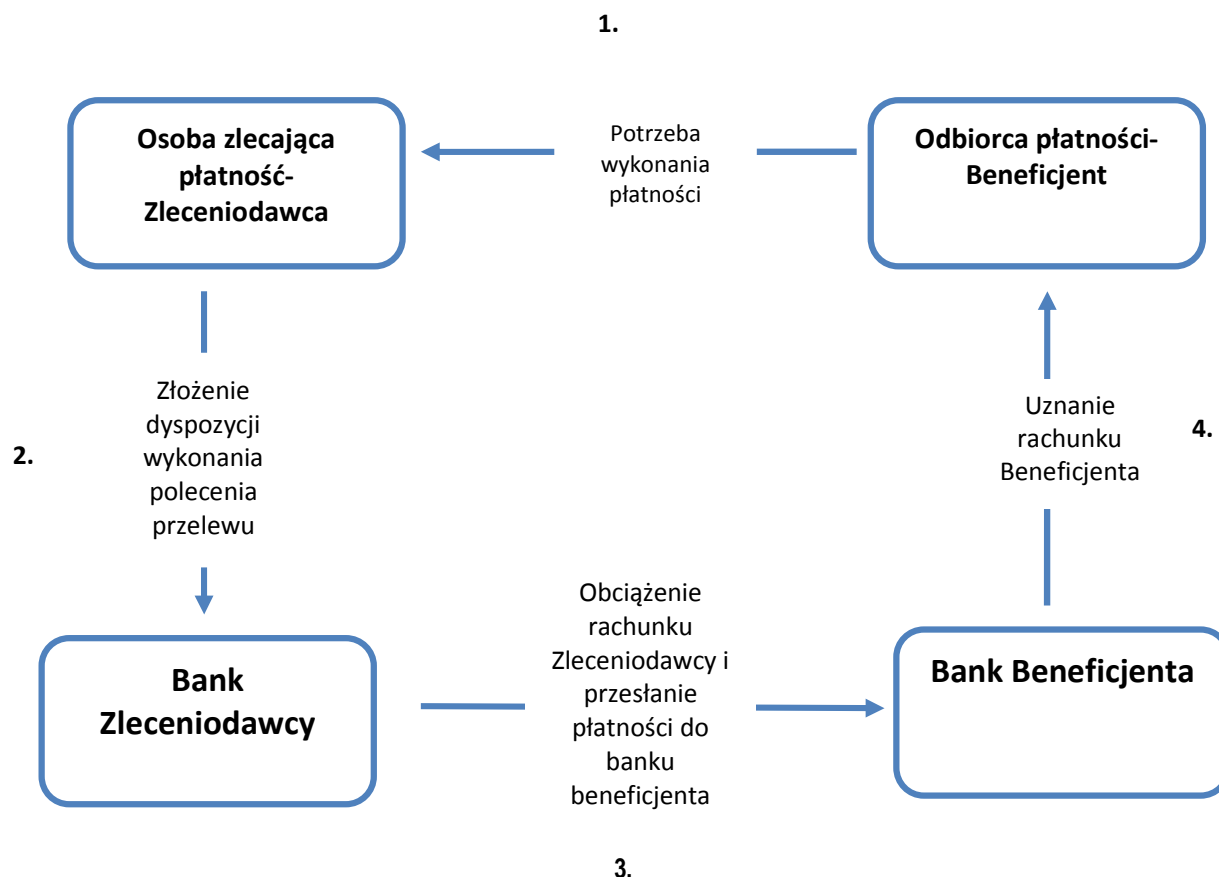 1.
Osoba zlecająca
płatność-
Zleceniodawca
Potrzeba
wykonania
płatności
Odbiorca płatności-
Beneficjent
2.
Złożenie
dyspozycji
wykonania
polecenia
przelewu
Uznanie
rachunku
Beneficjenta
4.
Bank
Zleceniodawcy
Obciążenie
rachunku
Zleceniodawcy i
przesłanie
płatności do
banku
beneficjenta
Bank Beneficjenta
3.